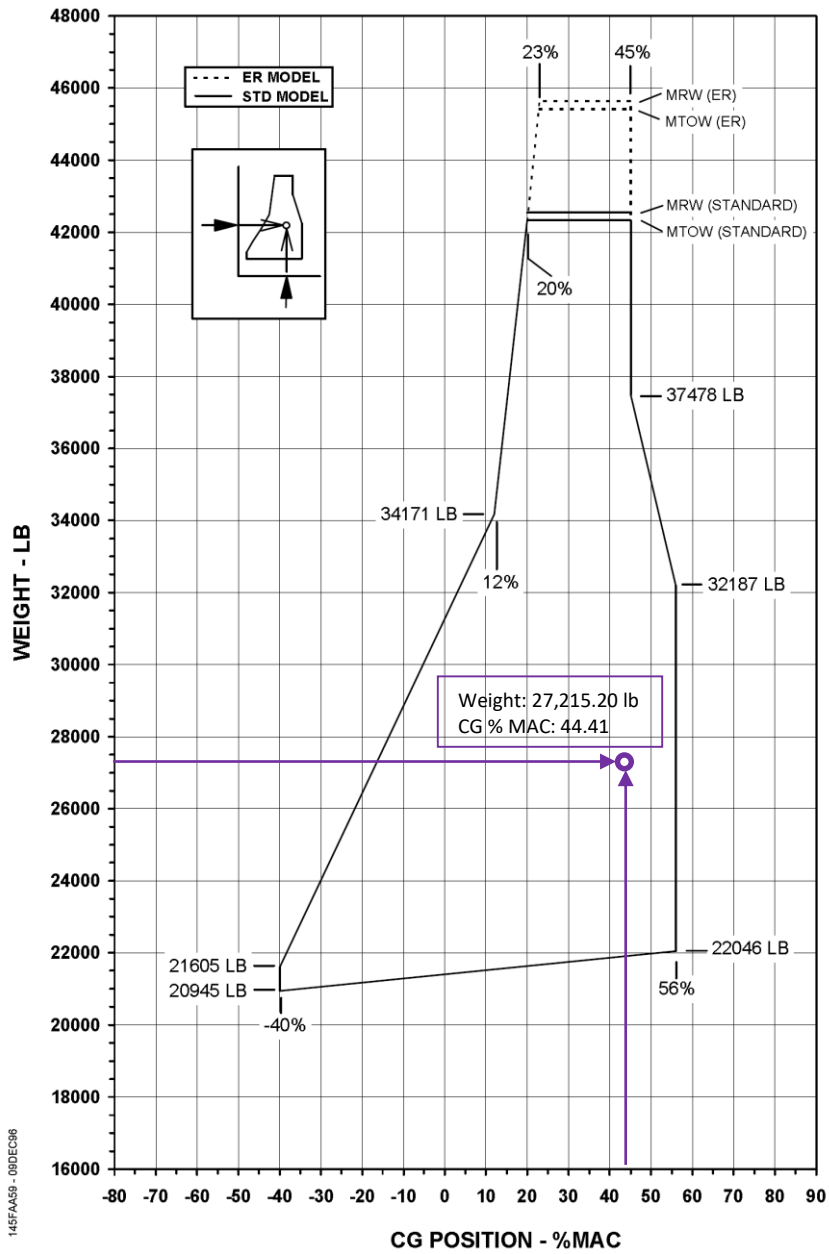 48000
46000
44000
42000
40000
38000
36000
34000
32000
30000
28000
26000
24000
22000
20000
18000
16000
WEIGHT - LB
ER MODEL
STD MODEL
23%
45%
MRW (ER)
MTOW (ER)
MRW (STANDARD)
MTOW (STANDARD)
20%
37478 LB
34171 LB
12%
32187 LB
Weight: 27,215.20 lb
CG % MAC: 44.41
21605 LB
20945 LB
-40%
22046 LB
56%
-80 -70 -60 -50 -40 -30 -20 -10 0 10 20 30 40 50 60 70 80 90
CG POSITION - %MAC
145FAA59 - 09DEC96